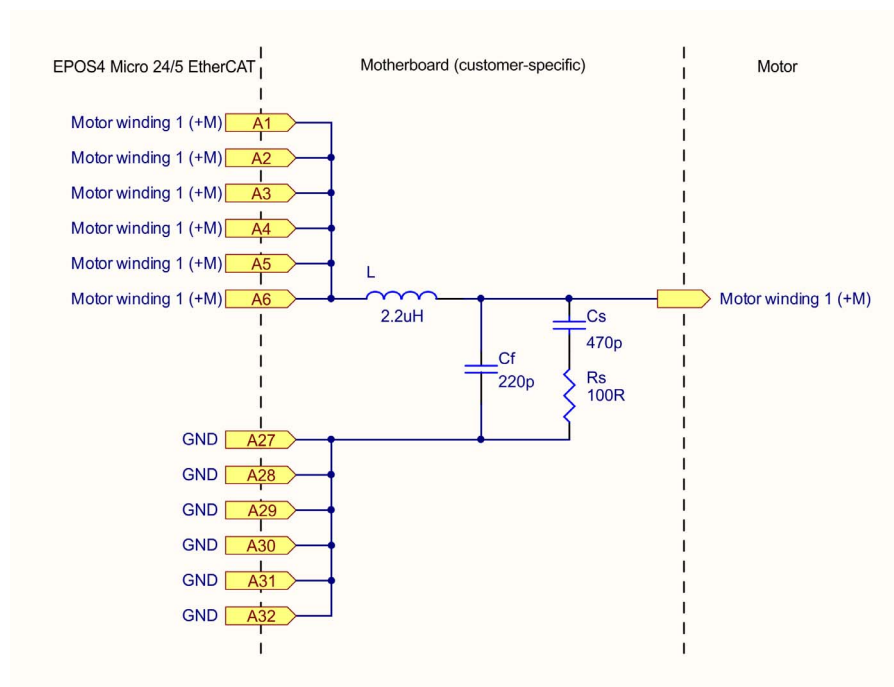 EPOS4 Micro 24/5 EtherCAT
Motherboard (customer-specific)
Motor
Motor winding 1 (+M) A1
Motor winding 1 (+M) A2
Motor winding 1 (+M) A3
Motor winding 1 (+M) A4
Motor winding 1 (+M) A5
L
Motor winding 1 (+M) A6
Motor winding 1 (+M)
2.2uH
Cs
470p
Cf
220p
Rs
100R
GND A27
GND A28
GND A29
GND A30
GND A31
GND A32